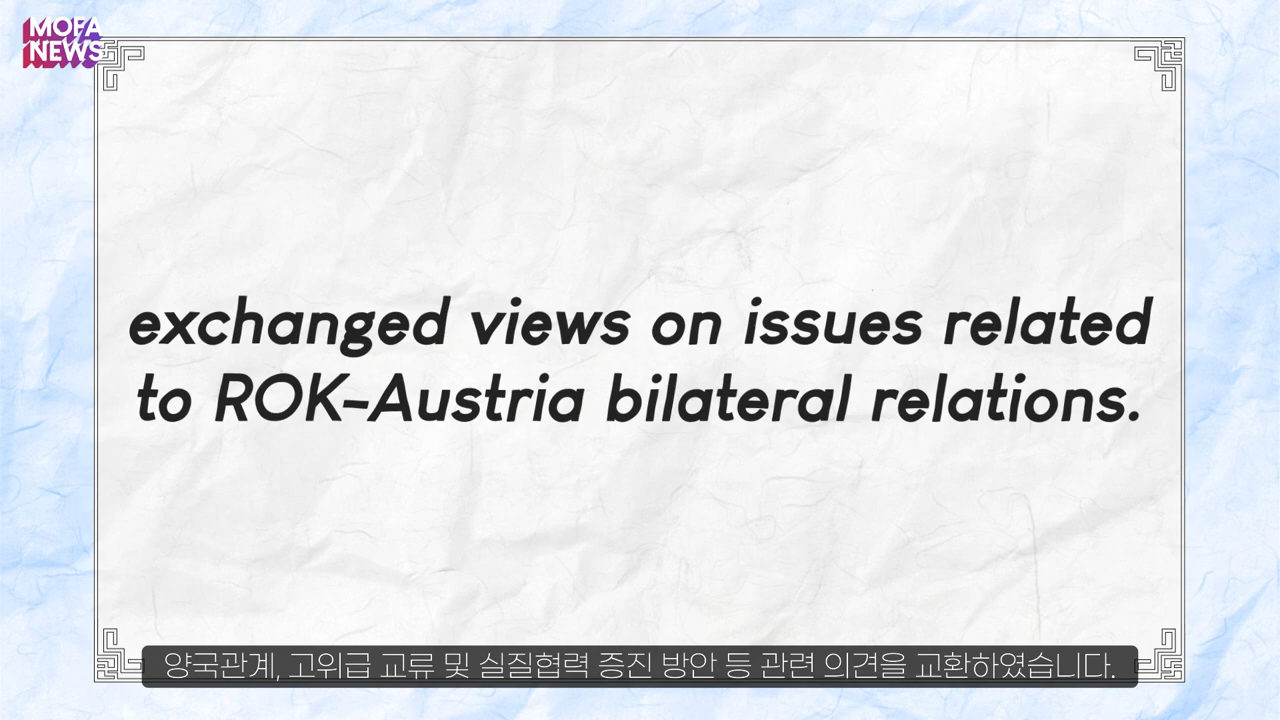 MOFA
NEWS
exchanged views on issues related
to ROK-Austria bilateral relations.
양국관계, 고위급 교류 및 실질협력 증진 방안 등 관련 의견을 교환하였습니다.